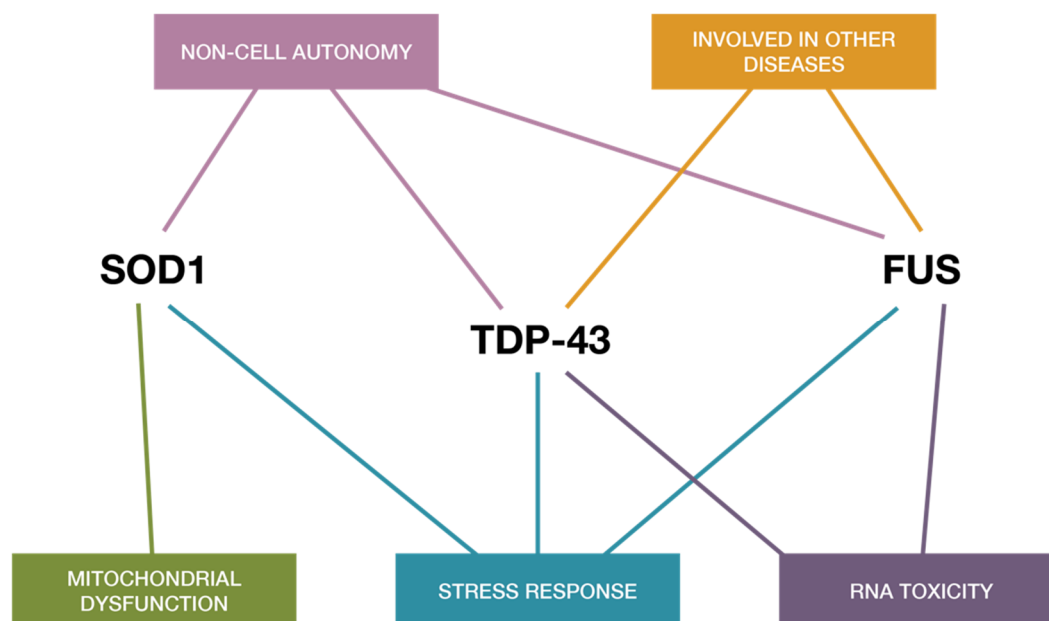 NON-CELL AUTONOMY
INVOLVED IN OTHER
DISEASES
SOD1
FUS
TDP-43
MITOCHONDRIAL
DYSFUNCTION
STRESS RESPONSE
RNA TOXICITY